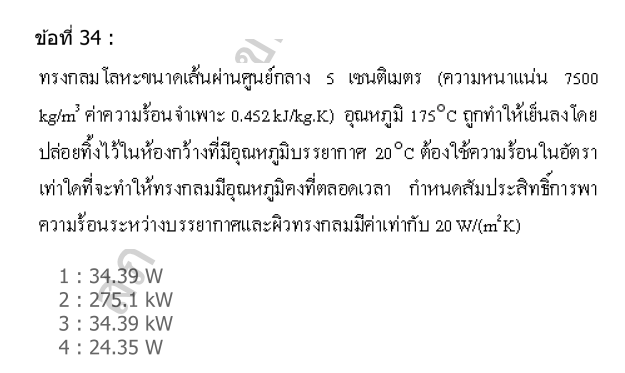 ข้อที่ 34 :
ทรงกลมโลหะขนาดเส้นผ่านศูนย์กลาง 5 เซนติเมตร (ความหนาแน่น 7500
kg/m³ ค่าความร้อนจำเพาะ 0.452 kJ/kg.K) อุณหภูมิ 175°C ถูกทำให้เย็นลงโดย
ปล่อยทิ้งไว้ในห้องกว้างที่มีอุณหภูมิบรรยากาศ 20°C ต้องใช้ความร้อนในอัตรา
เท่าใดที่จะทำให้ทรงกลมมีอุณหภูมิคงที่ตลอดเวลา กำหนดสัมประสิทธิ์การพา
ความร้อนระหว่างบรรยากาศและผิวทรงกลมมีค่าเท่ากับ 20 W/(m²K)
1 : 34.39 W
2 : 275.1 kW
3 : 34.39 kW
4 : 24.35 W